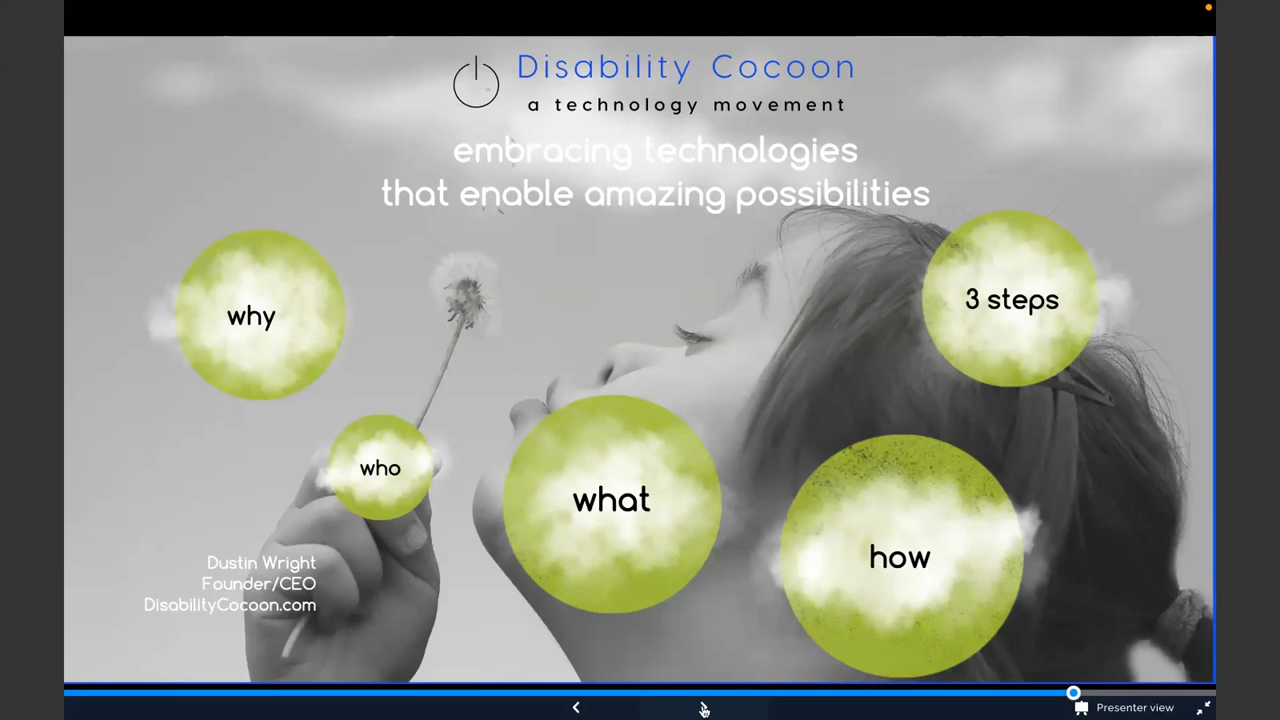 Disability Cocoon
a technology movement
embracing technologies
that enable amazing possibilities
why
3 steps
who
what
how
Dustin Wright
Founder/CEO
DisabilityCocoon.com
Presenter view